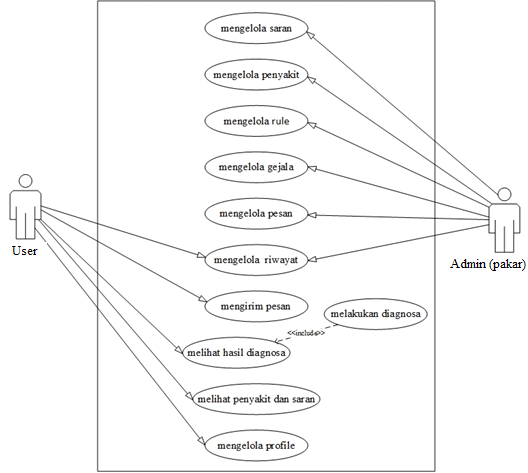 mengelola saran
mengelola penyakit
mengelola rule
mengelola gejala
mengelola pesan
User
Admin (pakar)
mengelola riwayat
mengirim pesan
melakukan diagnosa
<<include>>
melihat hasil diagnosa
melihat penyakit dan saran
mengelola profile